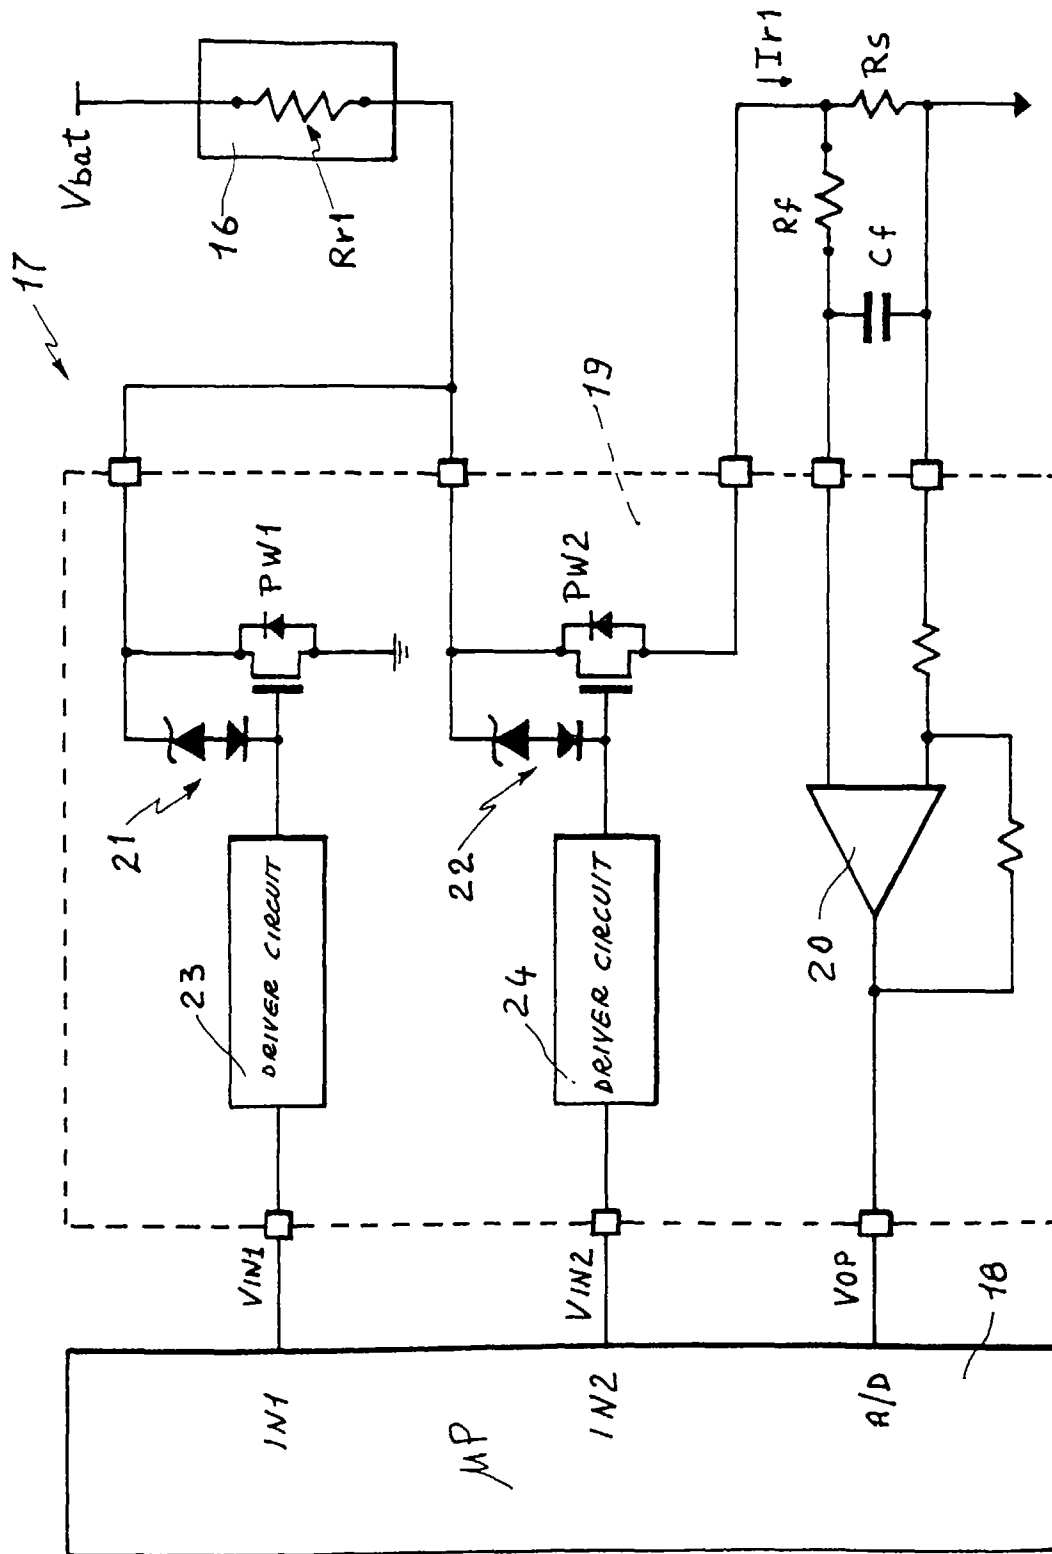 17
Vbat
16
Rr1
Ir1
Rs
Rf
Cf
19
21
PW1
22
PW2
23
DRIVER CIRCUIT
24
DRIVER CIRCUIT
20
VIN1
VIN2
VOP
18
IN1
IN2
A/D
µP